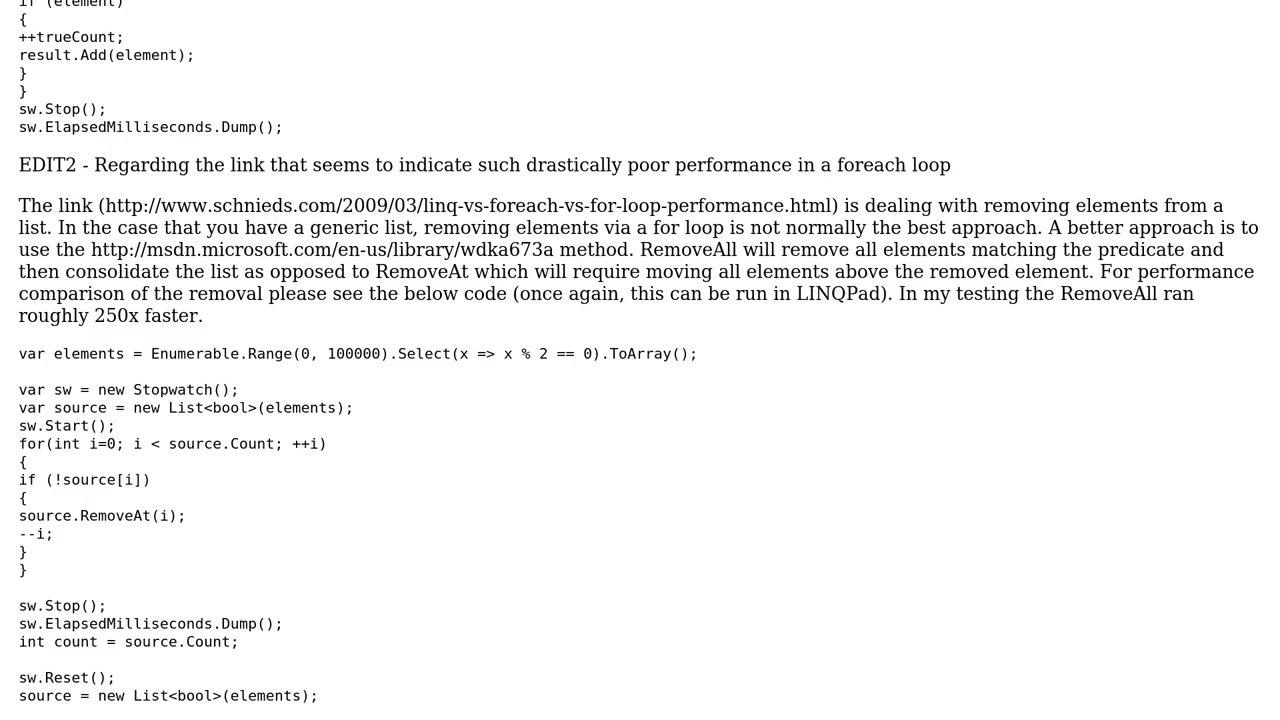 if (element)
{
++trueCount;
result.Add(element);
}
}
sw.Stop();
sw.ElapsedMilliseconds.Dump();
EDIT2 - Regarding the link that seems to indicate such drastically poor performance in a foreach loop
The link (http://www.schnieds.com/2009/03/linq-vs-foreach-vs-for-loop-performance.html) is dealing with removing elements from a
list. In the case that you have a generic list, removing elements via a for loop is not normally the best approach. A better approach is to
use the http://msdn.microsoft.com/en-us/library/wdka673a method. RemoveAll will remove all elements matching the predicate and
then consolidate the list as opposed to RemoveAt which will require moving all elements above the removed element. For performance
comparison of the removal please see the below code (once again, this can be run in LINQPad). In my testing the RemoveAll ran
roughly 250x faster.
var elements = Enumerable.Range(0, 100000).Select(x => x % 2 == 0).ToArray();
var sw = new Stopwatch();
var source = new List<bool>(elements);
sw.Start();
for(int i=0; i < source.Count; ++i)
{
if (!source[i])
{
source.RemoveAt(i);
--i;
}
}
sw.Stop();
sw.ElapsedMilliseconds.Dump();
int count = source.Count;
sw.Reset();
source = new List<bool>(elements);